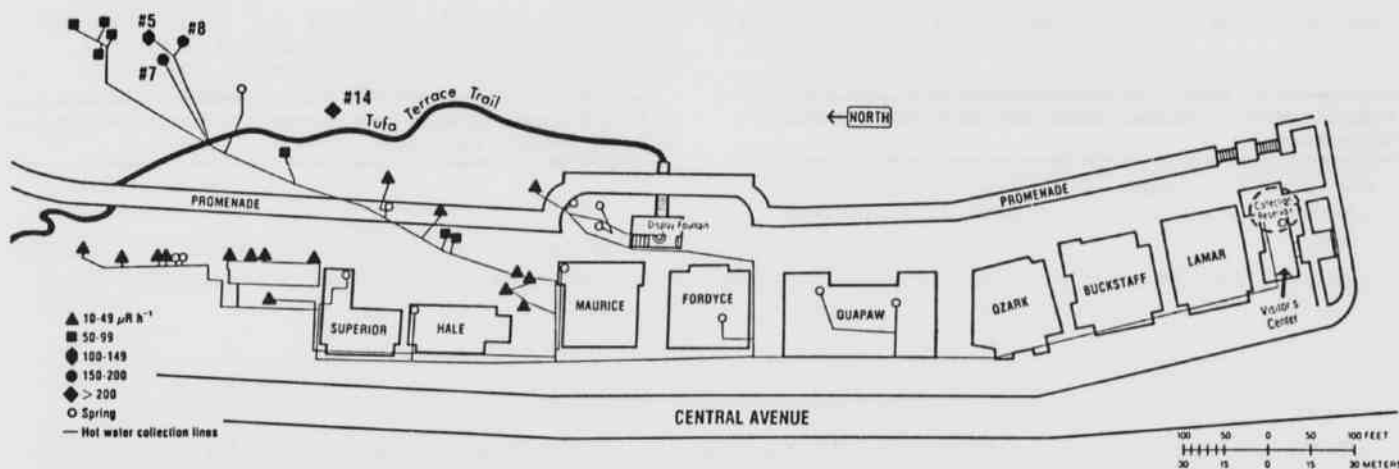 #5
#8
#7
#14
Tufa Terrace Trail
←NORTH
PROMENADE
PROMENADE
Display Fountain
Collection
Reservoir
SUPERIOR
HALE
MAURICE
FORDYCE
QUAPAW
OZARK
BUCKSTAFF
LAMAR
Visitor's
Center
10-49 μR h⁻¹
50-99
100-149
150-200
> 200
Spring
Hot water collection lines
CENTRAL AVENUE
100 50 0 50 100 FEET
30 15 0 15 30 METERS